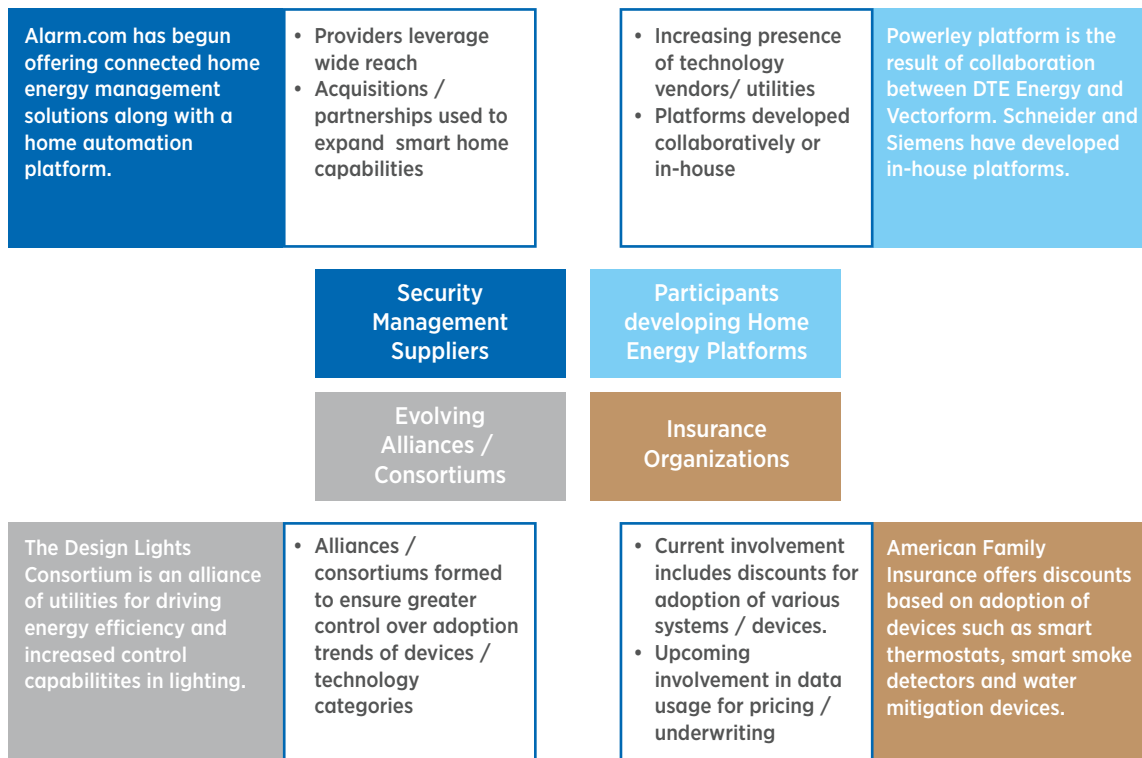 Alarm.com has begun
offering connected home
energy management
solutions along with a
home automation
platform.
• Providers leverage
wide reach
• Acquisitions /
partnerships used to
expand smart home
capabilities
• Increasing presence
of technology
vendors/ utilities
• Platforms developed
collaboratively or
in-house
Powerley platform is the
result of collaboration
between DTE Energy and
Vectorform. Schneider and
Siemens have developed
in-house platforms.
Security
Management
Suppliers
Participants
developing Home
Energy Platforms
Evolving
Alliances /
Consortiums
Insurance
Organizations
The Design Lights
Consortium is an alliance
of utilities for driving
energy efficiency and
increased control
capabilitites in lighting.
• Alliances /
consortiums formed
to ensure greater
control over adoption
trends of devices /
technology
categories
• Current involvement
includes discounts for
adoption of various
systems / devices.
• Upcoming
involvement in data
usage for pricing /
underwriting
American Family
Insurance offers discounts
based on adoption of
devices such as smart
thermostats, smart smoke
detectors and water
mitigation devices.